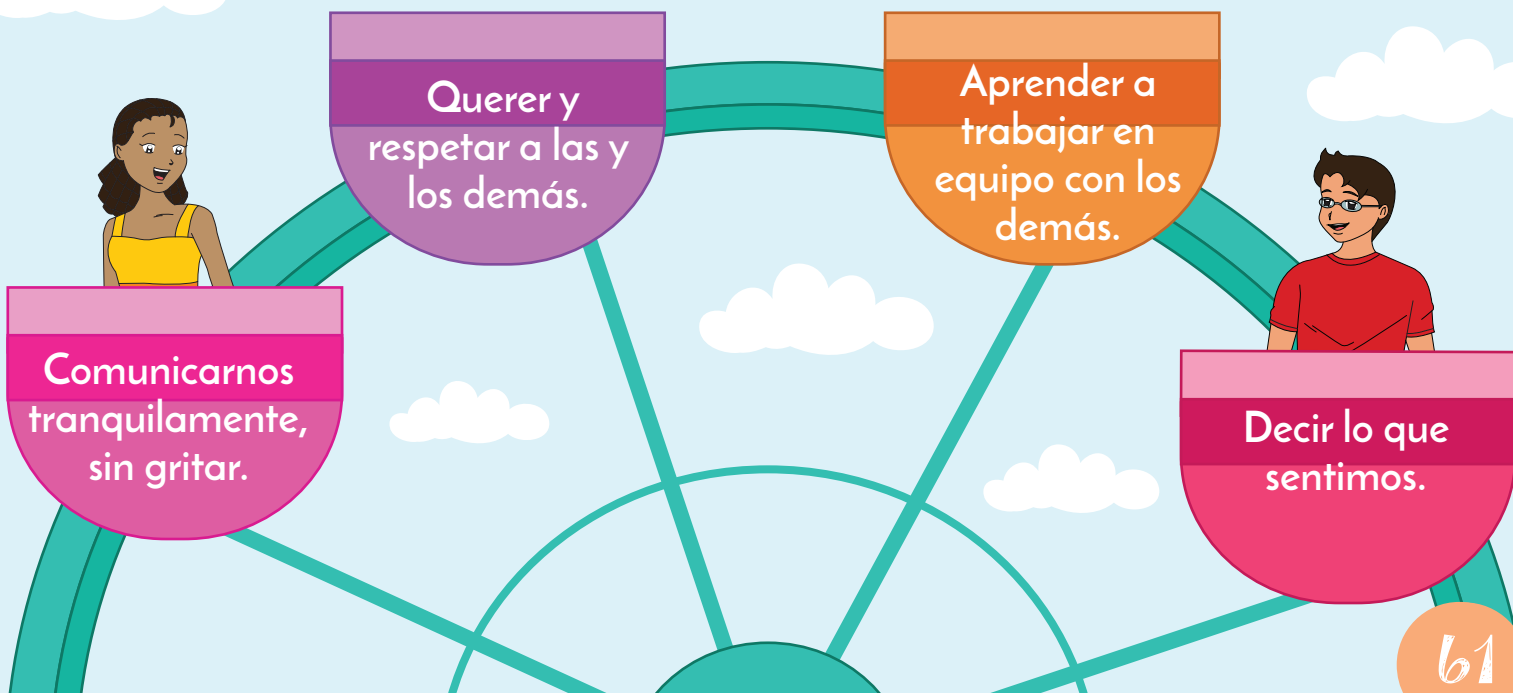 Querer y
respetar a las y
los demás.
Aprender a
trabajar en
equipo con los
demás.
Comunicarnos
tranquilamente,
sin gritar.
Decir lo que
sentimos.
61